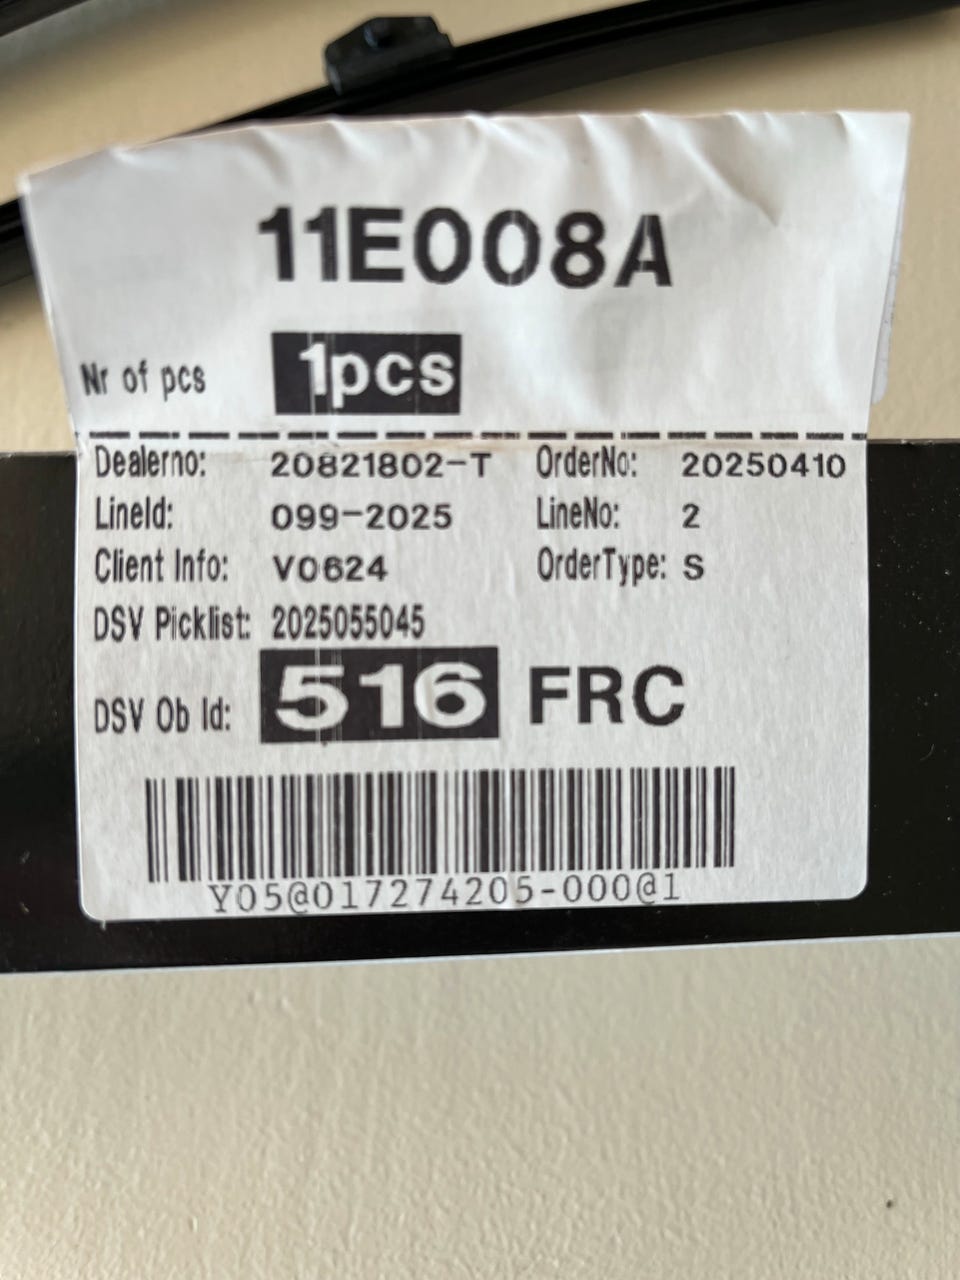 11E008A
Nr of pcs 1pcs
Dealerno: 20821802-T OrderNo: 20250410
LineId: 099-2025 LineNo: 2
Client Info: V0624 OrderType: S
DSV Picklist: 2025055045
DSV Ob Id: 516 FRC
Y05@017274205-000@1